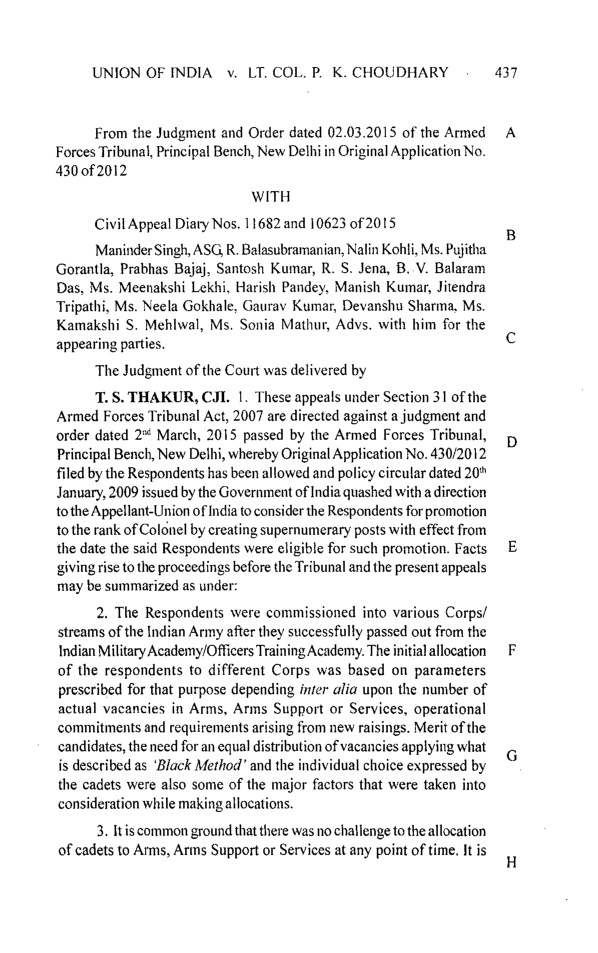 UNION OF INDIA v. LT. COL. P. K. CHOUDHARY 437
From the Judgment and Order dated 02.03.2015 of the Armed A
Forces Tribunal, Principal Bench, New Delhi in Original Application No.
430 of 2012
WITH
Civil Appeal Diary Nos. 11682 and 10623 of 2015
B
Maninder Singh, ASG, R. Balasubramanian, Nalin Kohli, Ms. Pujitha
Gorantla, Prabhas Bajaj, Santosh Kumar, R. S. Jena, B. V. Balaram
Das, Ms. Meenakshi Lekhi, Harish Pandey, Manish Kumar, Jitendra
Tripathi, Ms. Neela Gokhale, Gaurav Kumar, Devanshu Sharma, Ms.
Kamakshi S. Mehlwal, Ms. Sonia Mathur, Advs. with him for the
appearing parties. C
The Judgment of the Court was delivered by
T. S. THAKUR, CJI. 1. These appeals under Section 31 of the
Armed Forces Tribunal Act, 2007 are directed against a judgment and
order dated 2nd March, 2015 passed by the Armed Forces Tribunal, D
Principal Bench, New Delhi, whereby Original Application No. 430/2012
filed by the Respondents has been allowed and policy circular dated 20th
January, 2009 issued by the Government of India quashed with a direction
to the Appellant-Union of India to consider the Respondents for promotion
to the rank of Colonel by creating supernumerary posts with effect from
the date the said Respondents were eligible for such promotion. Facts E
giving rise to the proceedings before the Tribunal and the present appeals
may be summarized as under:
2. The Respondents were commissioned into various Corps/
streams of the Indian Army after they successfully passed out from the
Indian Military Academy/Officers Training Academy. The initial allocation F
of the respondents to different Corps was based on parameters
prescribed for that purpose depending inter alia upon the number of
actual vacancies in Arms, Arms Support or Services, operational
commitments and requirements arising from new raisings. Merit of the
candidates, the need for an equal distribution of vacancies applying what
is described as 'Black Method' and the individual choice expressed by G
the cadets were also some of the major factors that were taken into
consideration while making allocations.
3. It is common ground that there was no challenge to the allocation
of cadets to Arms, Arms Support or Services at any point of time. It is
H